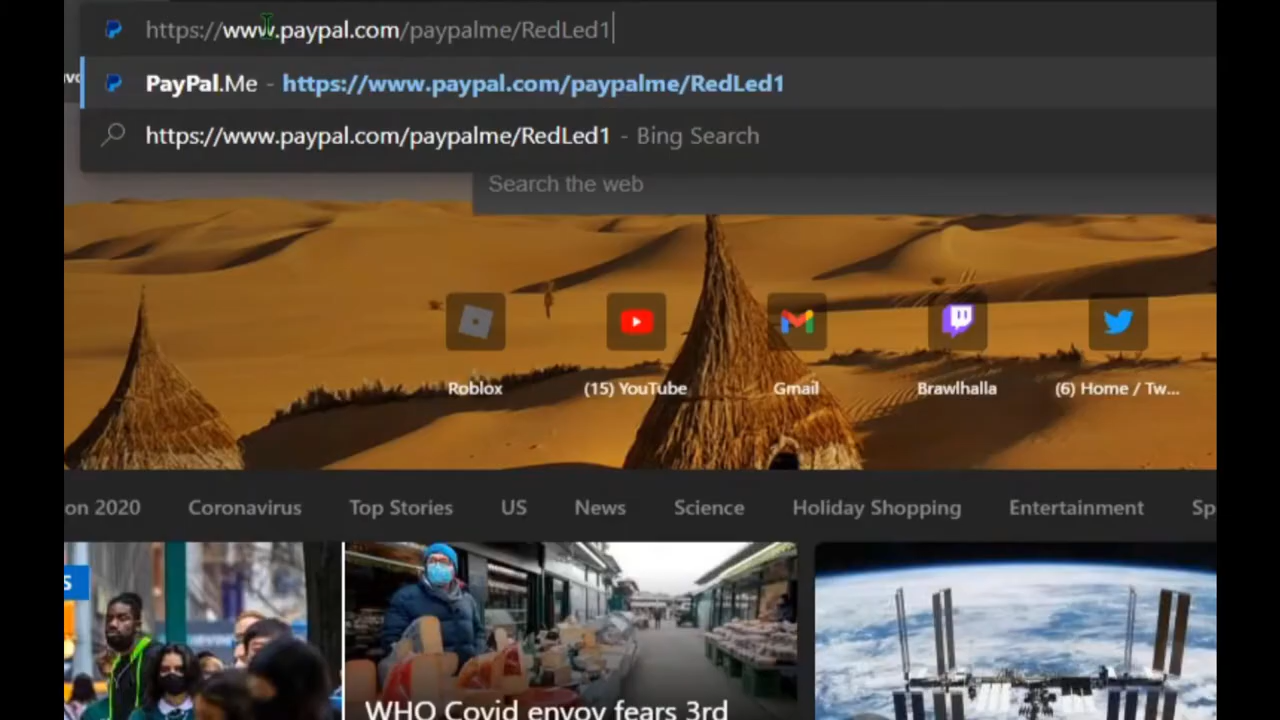 https://www.paypal.com/paypalme/RedLed1
PayPal.Me - https://www.paypal.com/paypalme/RedLed1
https://www.paypal.com/paypalme/RedLed1 - Bing Search
Search the web
Roblox
(15) YouTube
Gmail
Brawlhalla
(6) Home / Tw...
on 2020
Coronavirus
Top Stories
US
News
Science
Holiday Shopping
Entertainment
Sp
S
WHO Covid envoy fears 3rd